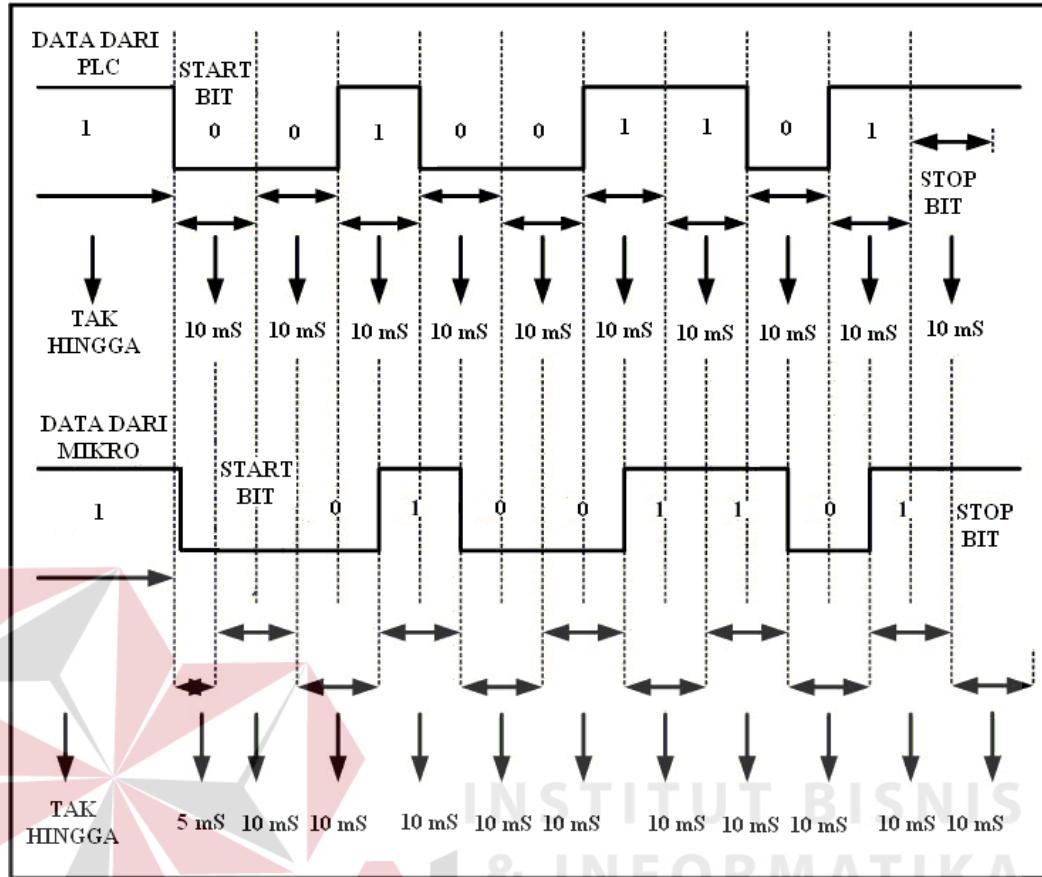 DATA DARI
PLC
START
BIT
1 0 0 1 0 0 1 1 0 1
STOP
BIT
TAK
HINGGA
10 mS 10 mS 10 mS 10 mS 10 mS 10 mS 10 mS 10 mS 10 mS 10 mS
DATA DARI
MIKRO
START
BIT
1 0 1 0 0 1 1 0 1
STOP
BIT
TAK
HINGGA
5 mS 10 mS 10 mS 10 mS 10 mS 10 mS 10 mS 10 mS 10 mS 10 mS 10 mS
INSTITUT BISNIS
& INFORMATIKA